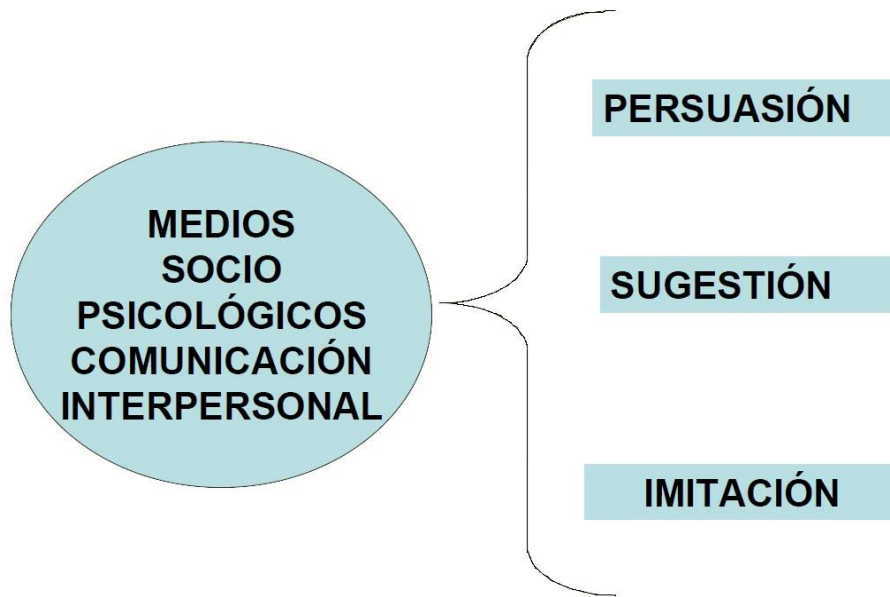 MEDIOS
SOCIO
PSICOLÓGICOS
COMUNICACIÓN
INTERPERSONAL
PERSUASIÓN
SUGESTIÓN
IMITACIÓN